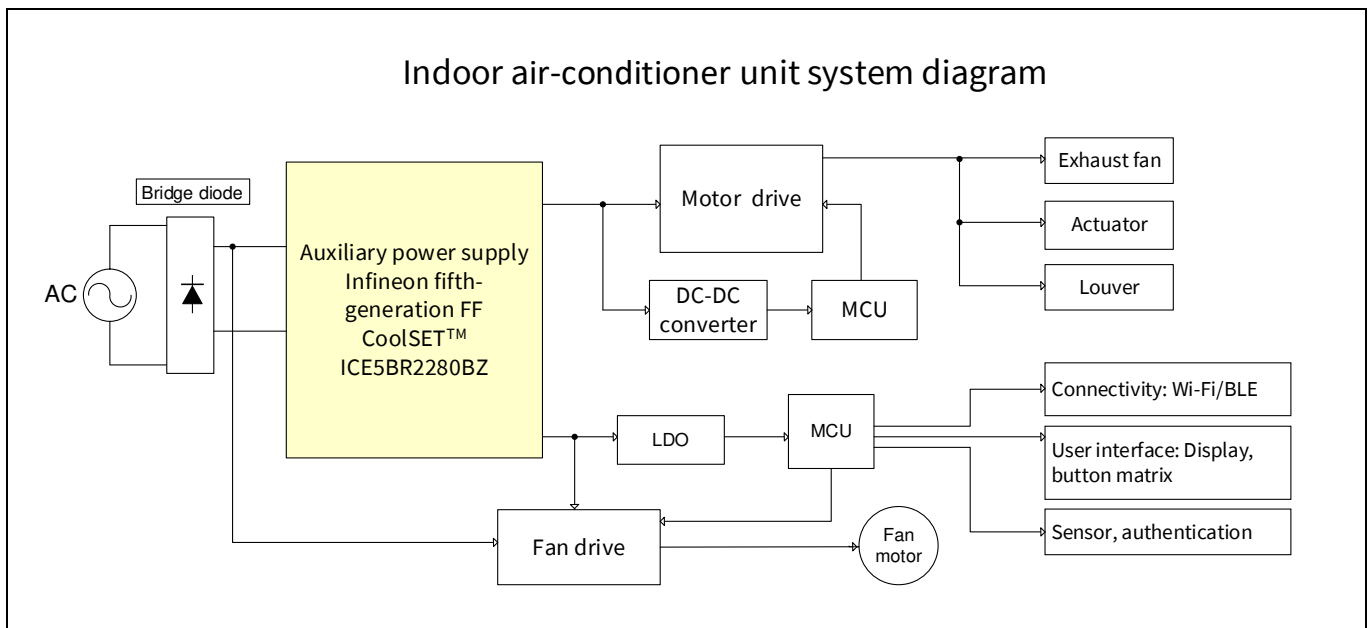 Indoor air-conditioner unit system diagram
Bridge diode
AC
Auxiliary power supply
Infineon fifth-
generation FF
CoolSET™
ICE5BR2280BZ
Motor drive
DC-DC
converter
MCU
Exhaust fan
Actuator
Louver
LDO
MCU
Connectivity: Wi-Fi/BLE
User interface: Display,
button matrix
Sensor, authentication
Fan drive
Fan
motor